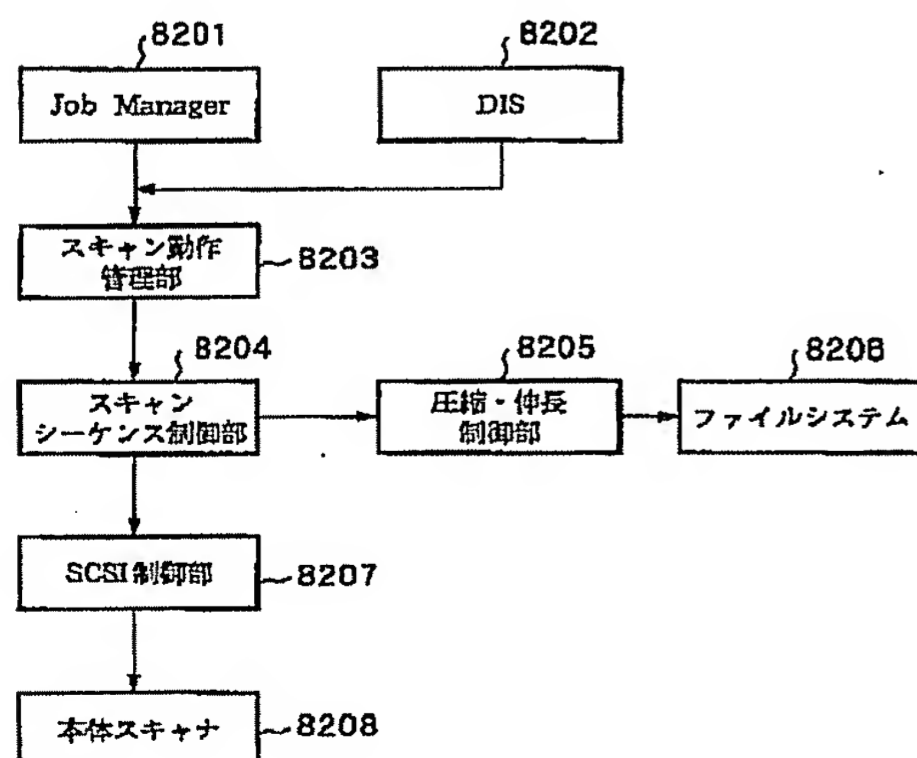 8201
8202
Job Manager
DIS
スキャン動作
管理部
8203
8204
8205
8206
スキャン
シーケンス制御部
圧縮・伸長
制御部
ファイルシステム
SCSI制御部
8207
本体スキャナ
8208